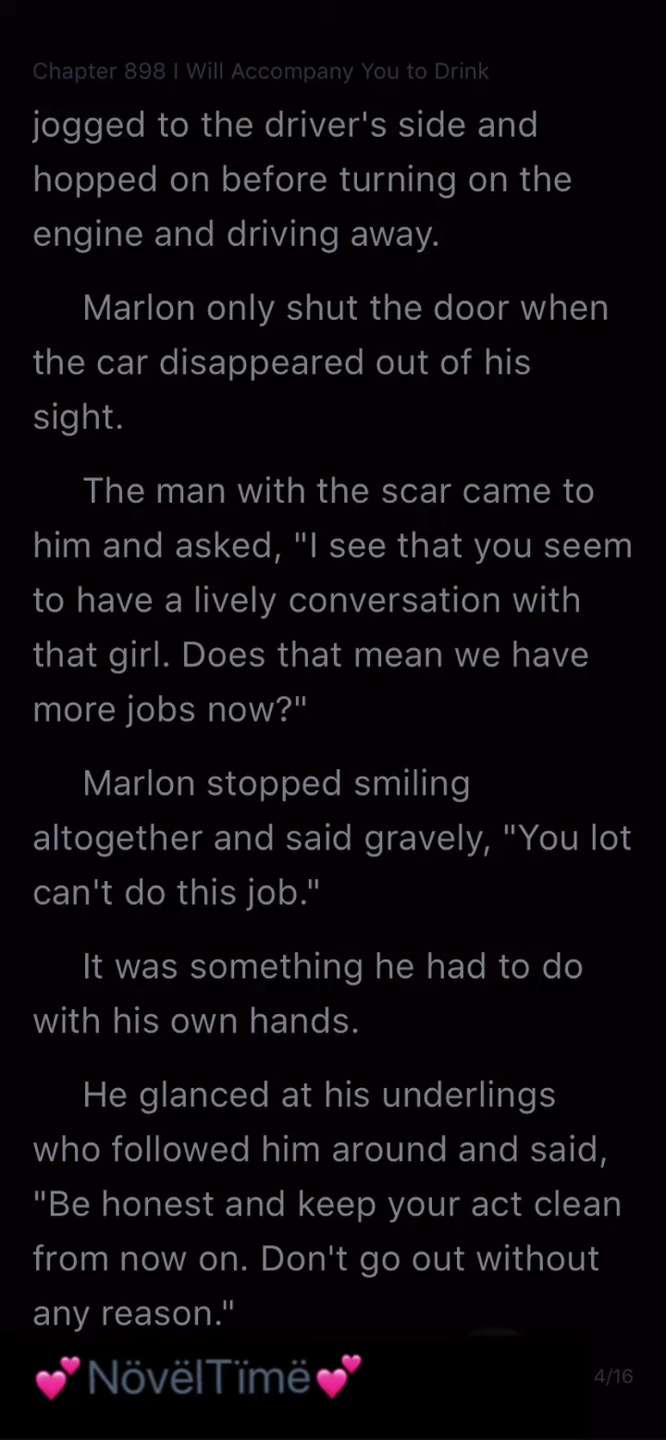 Chapter 898 I Will Accompany You to Drink
jogged to the driver's side and
hopped on before turning on the
engine and driving away.
Marlon only shut the door when
the car disappeared out of his
sight.
The man with the scar came to
him and asked, "I see that you seem
to have a lively conversation with
that girl. Does that mean we have
more jobs now?"
Marlon stopped smiling
altogether and said gravely, "You lot
can't do this job."
It was something he had to do
with his own hands.
He glanced at his underlings
who followed him around and said,
"Be honest and keep your act clean
from now on. Don't go out without
any reason."
💕NövëlTïmë💕
4/16